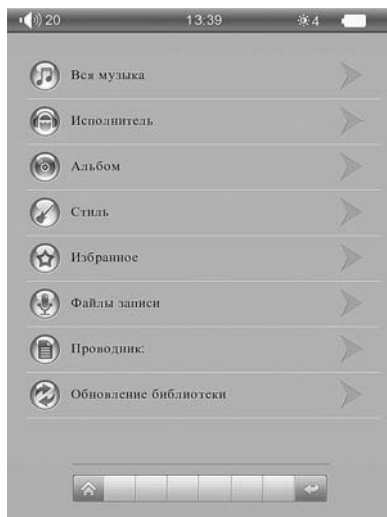 20 13:39 4
Вся музыка
Исполнитель
Альбом
Стиль
Избранное
Файлы записи
Проводник:
Обновление библиотеки